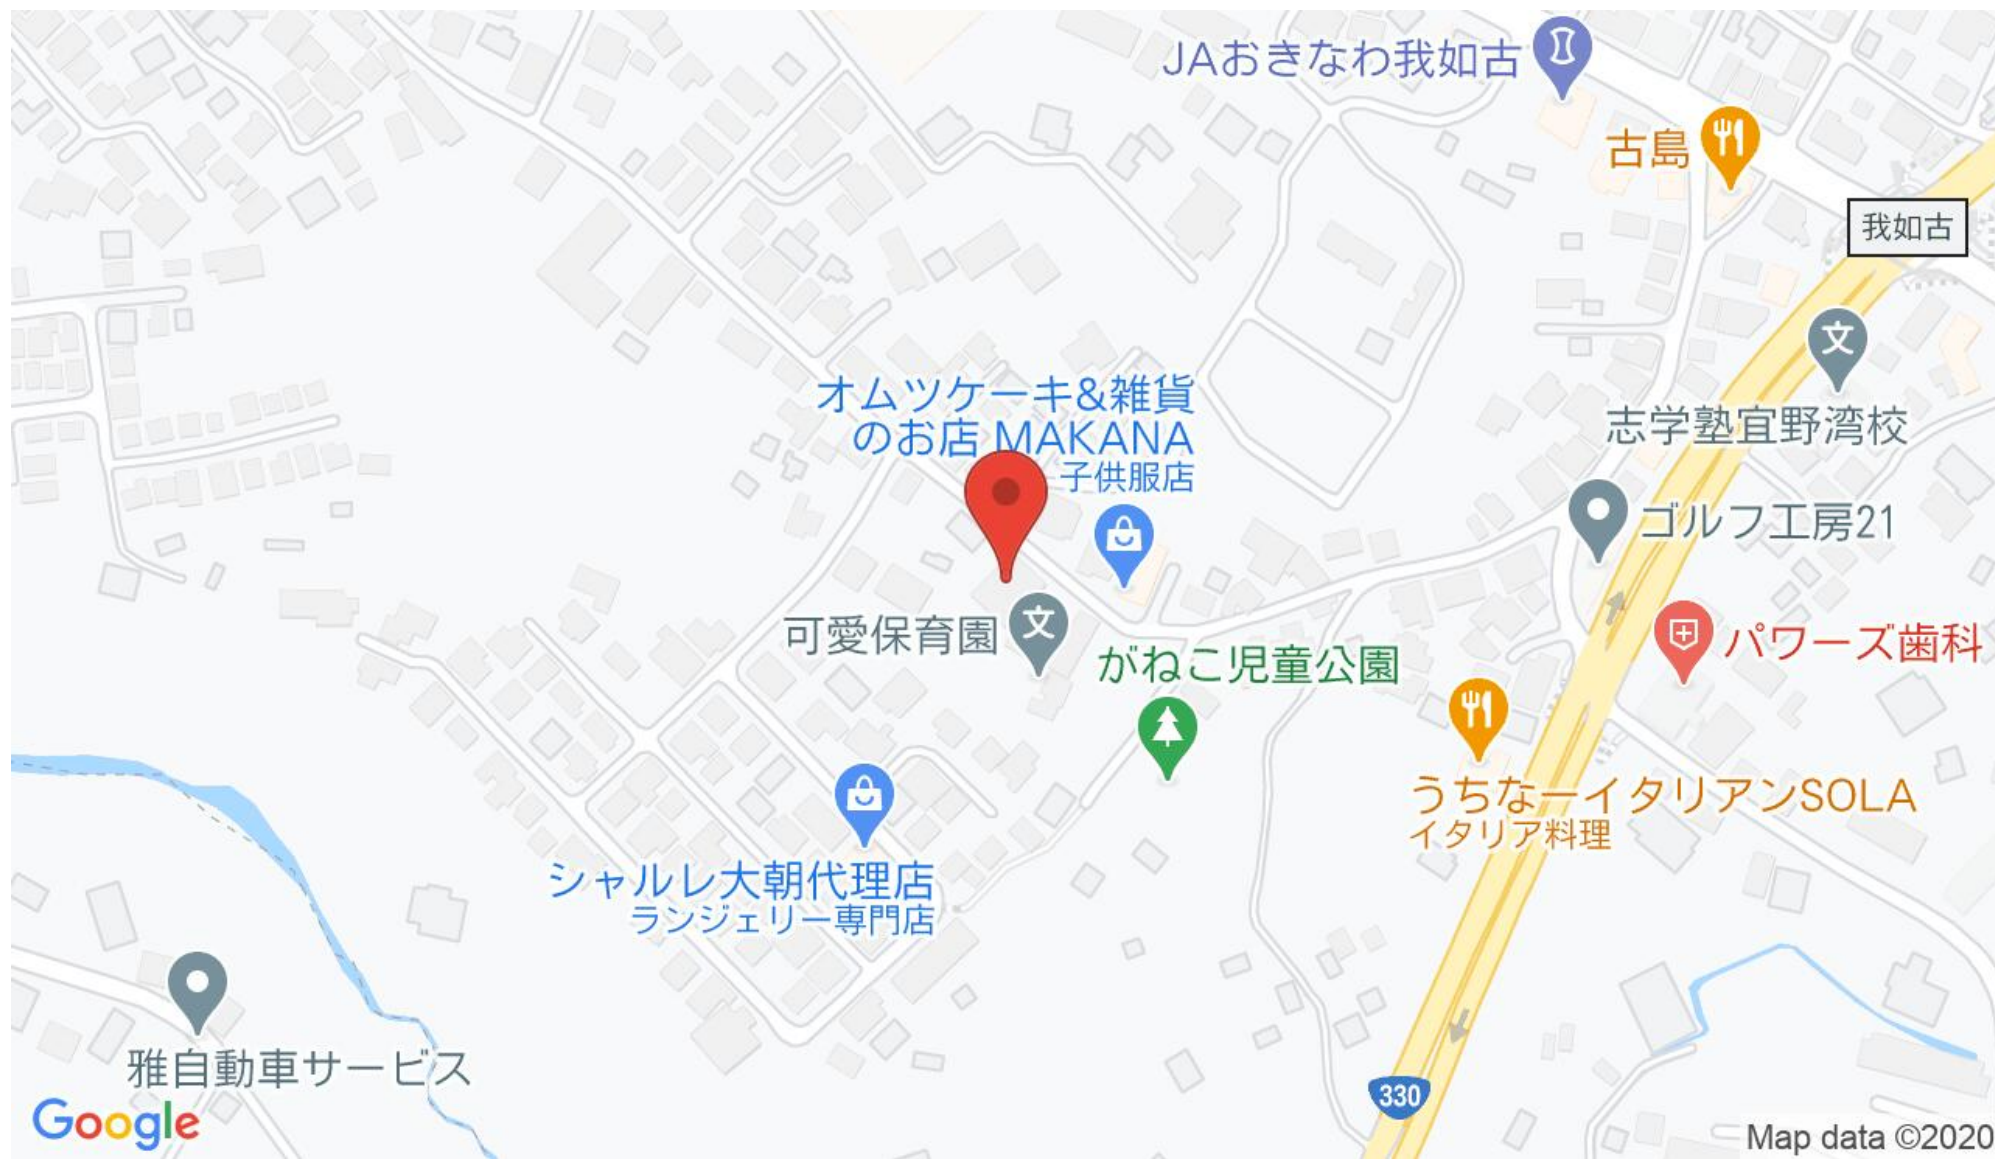 JAおきなわ我如古
古島
我如古
オムツケーキ&雑貨
のお店 MAKANA
子供服店
志学塾宜野湾校
ゴルフ工房21
可愛保育園
がねこ児童公園
パワーズ歯科
うちなーイタリアンSOLA
イタリア料理
シャルレ大朝代理店
ランジェリー専門店
雅自動車サービス
330
Google
Map data ©2020